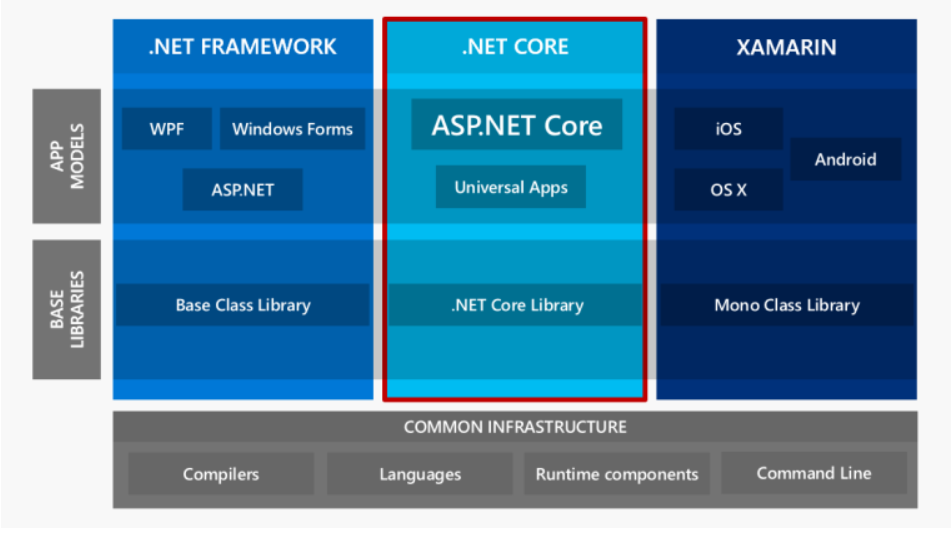 .NET FRAMEWORK
.NET CORE
XAMARIN
APP
MODELS
WPF
Windows Forms
ASP.NET
ASP.NET Core
Universal Apps
iOS
Android
OS X
BASE
LIBRARIES
Base Class Library
.NET Core Library
Mono Class Library
COMMON INFRASTRUCTURE
Compilers
Languages
Runtime components
Command Line